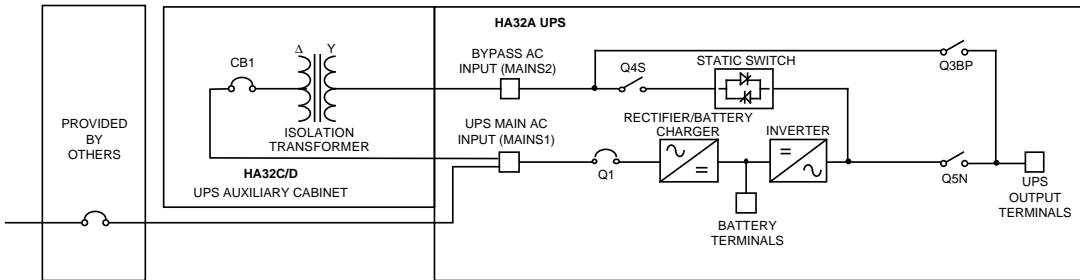 PROVIDED
BY
OTHERS
CB1
Δ
Y
ISOLATION
TRANSFORMER
HA32C/D
UPS AUXILIARY CABINET
HA32A UPS
BYPASS AC
INPUT (MAINS2)
UPS MAIN AC
INPUT (MAINS1)
Q4S
STATIC SWITCH
Q3BP
RECTIFIER/BATTERY
CHARGER
INVERTER
Q1
BATTERY
TERMINALS
Q5N
UPS
OUTPUT
TERMINALS